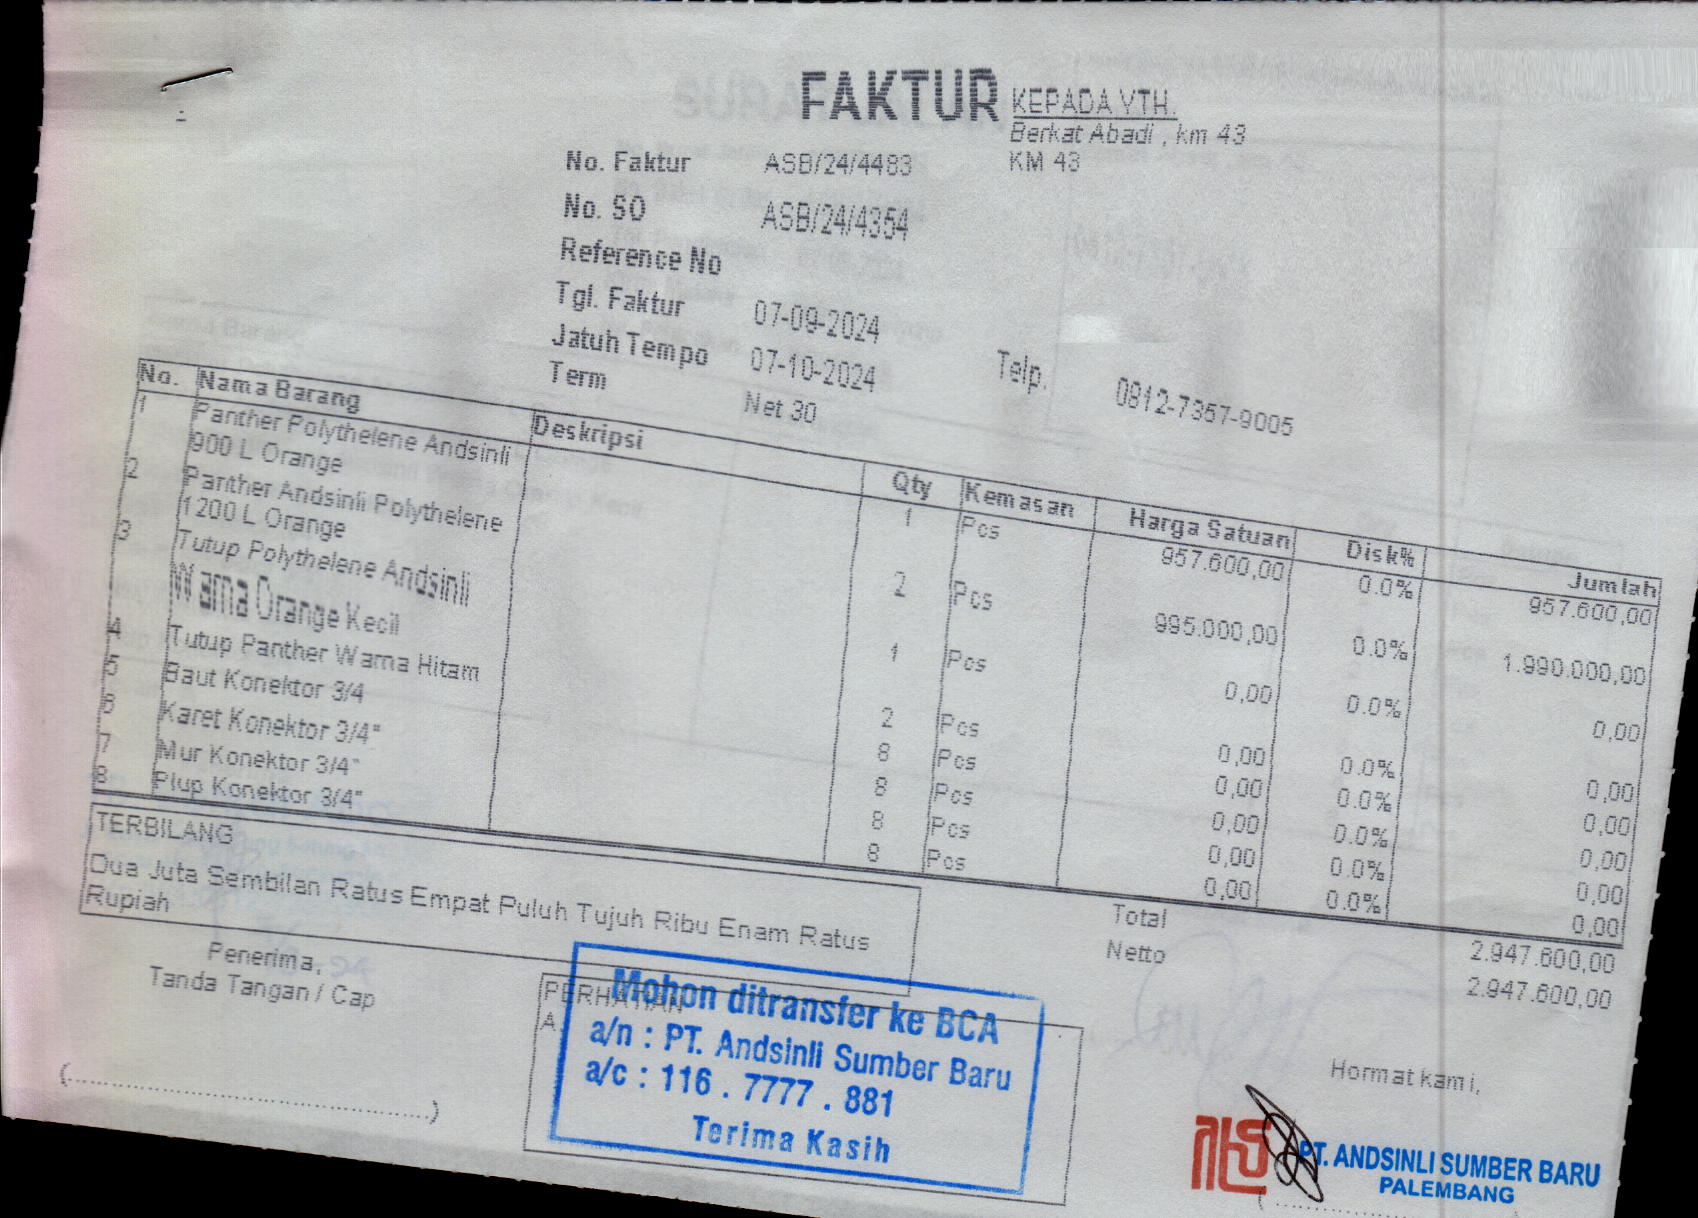 FAKTUR
KEPADA YTH.
Berkat Abadi , km 43
KM 43
No. Faktur ASB/24/4483
No. SO ASB/24/4354
Reference No
Tgl. Faktur 07-09-2024
Jatuh Tempo 07-10-2024
Term Net 30
Telp. 0812-7357-9005
No. Nama Barang Deskripsi Qty Kemasan Harga Satuan Disk% Jumlah
1 Panther Polythelene Andsinli 1 Pcs 957.600,00 0.0% 957.600,00
900 L Orange
2 Panther Andsinli Polythelene 2 Pcs 995.000,00 0.0% 1.990.000,00
1200 L Orange
3 Tutup Polythelene Andsinli 1 Pcs 0,00 0.0% 0,00
Warna Orange Kecil
4 Tutup Panther Warna Hitam 2 Pcs 0,00 0.0% 0,00
5 Baut Konektor 3/4 8 Pcs 0,00 0.0% 0,00
6 Karet Konektor 3/4" 8 Pcs 0,00 0.0% 0,00
7 Mur Konektor 3/4" 8 Pcs 0,00 0.0% 0,00
8 Plup Konektor 3/4" 8 Pcs 0,00 0.0% 0,00
TERBILANG
Dua Juta Sembilan Ratus Empat Puluh Tujuh Ribu Enam Ratus
Rupiah
Total 2.947.600,00
Netto 2.947.600,00
Penerima,
Tanda Tangan / Cap
(................................................)
PERHATIAN
A.
Mohon ditransfer ke BCA
a/n : PT. Andsinli Sumber Baru
a/c : 116 . 7777 . 881
Terima Kasih
Hormat kami,
PT. ANDSINLI SUMBER BARU
PALEMBANG